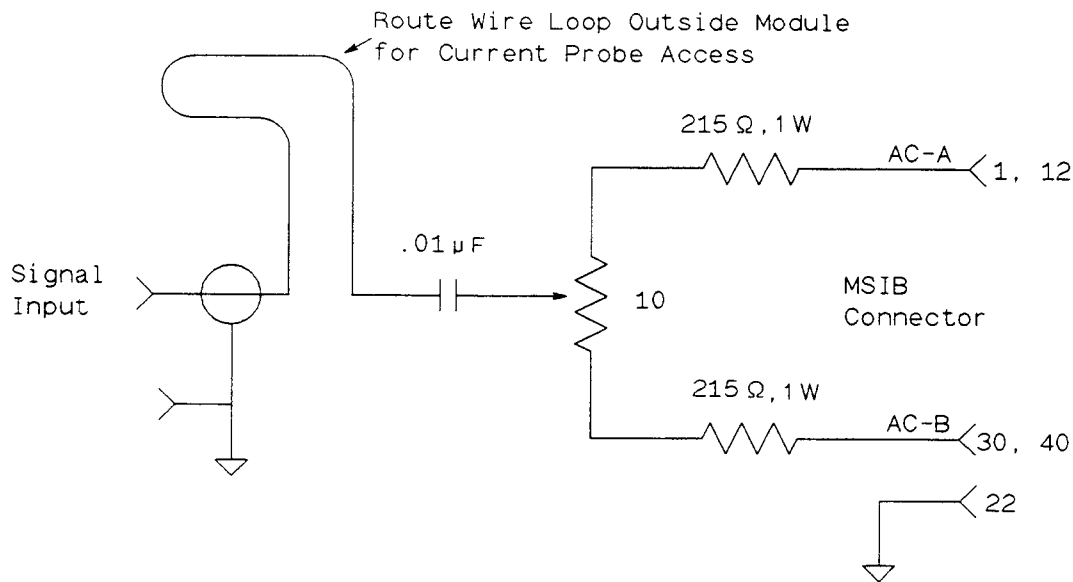 Route Wire Loop Outside Module
for Current Probe Access
215 Ω, 1 W
AC-A
1, 12
.01 μF
Signal
Input
10
MSIB
Connector
215 Ω, 1 W
AC-B
30, 40
22